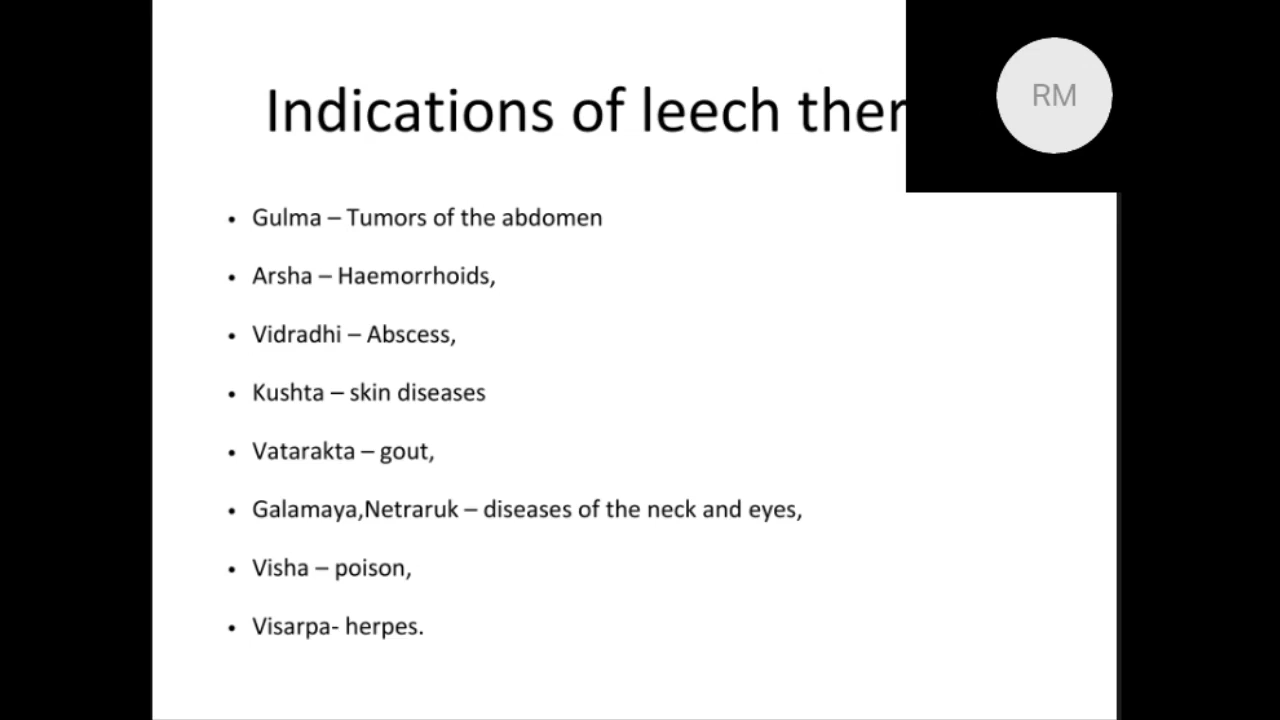 Indications of leech ther
RM
• Gulma – Tumors of the abdomen
• Arsha – Haemorrhoids,
• Vidradhi – Abscess,
• Kushta – skin diseases
• Vatarakta – gout,
• Galamaya,Netraruk – diseases of the neck and eyes,
• Visha – poison,
• Visarpa- herpes.